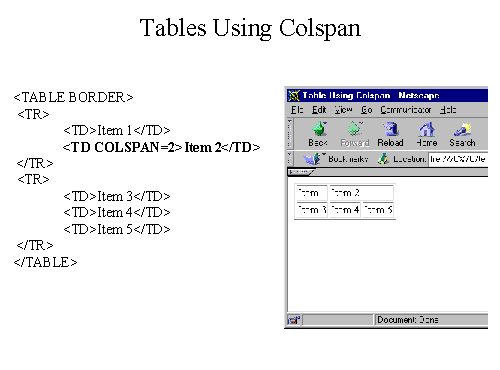 Tables Using Colspan
<TABLE BORDER>
<TR>
<TD>Item 1</TD>
<TD COLSPAN=2> Item 2</TD>
</TR>
<TR>
<TD>Item 3</TD>
<TD>Item 4</TD>
<TD>Item 5</TD>
</TR>
</TABLE>
Table Using Colspan - Netscape
File Edit View Go Communicator Help
Back Forward Reload Home Search
Bookmarks Location:
Item Item 2
Item 3 Item 4 Item 5
Document: Done